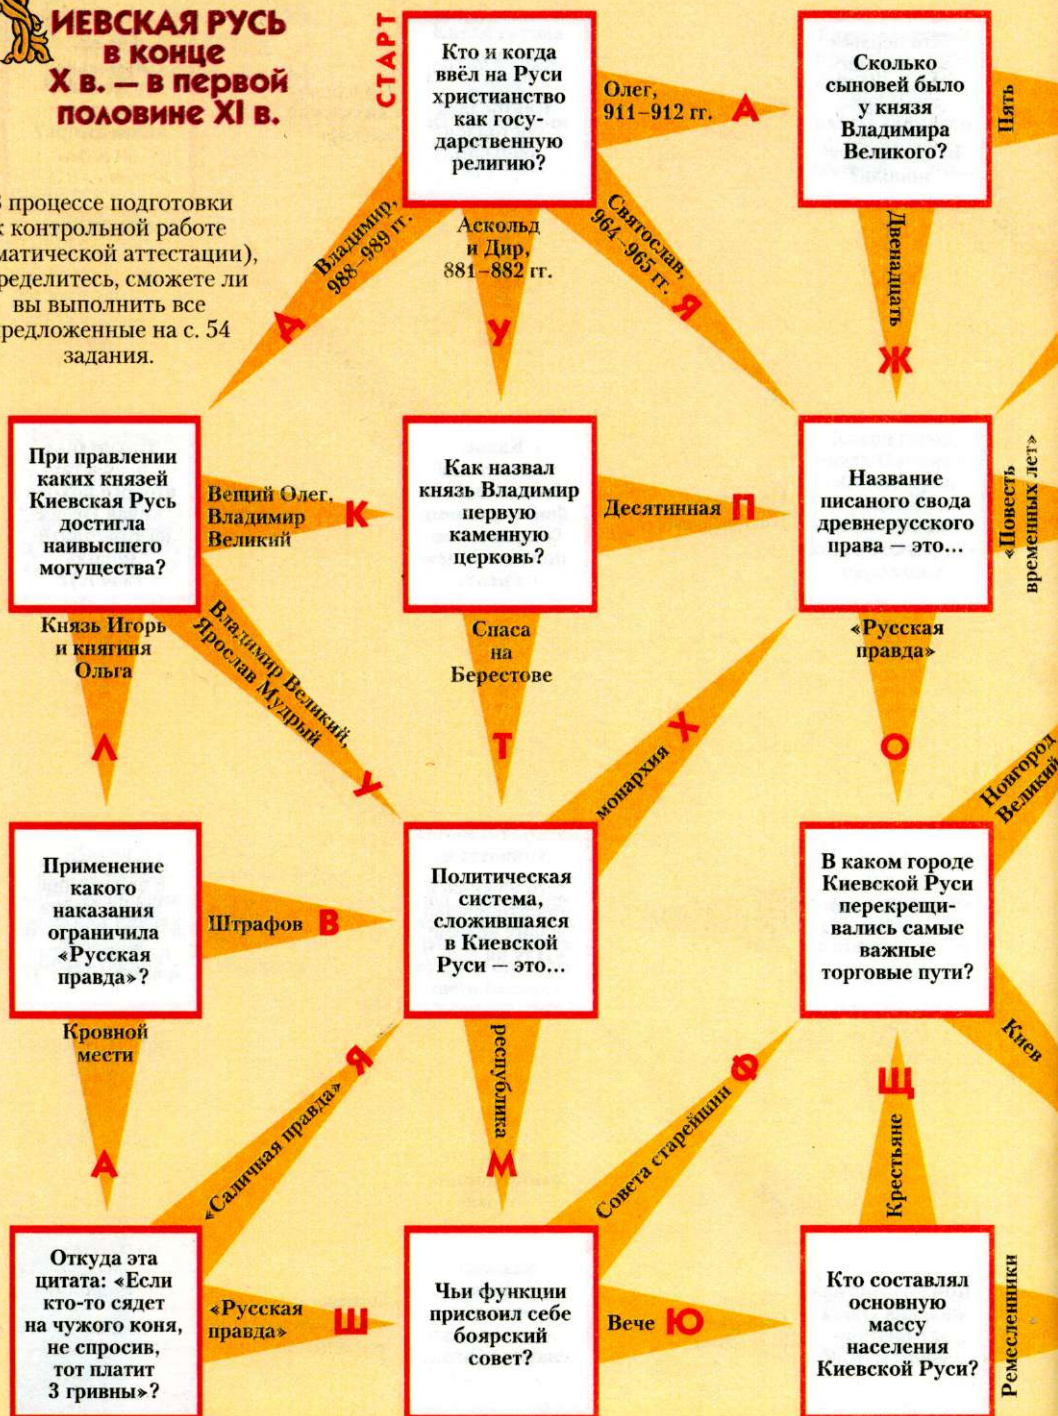 ИЕВСКАЯ РУСЬ
в конце
X в. — в первой
половине XI в.
процессе подготовки
к контрольной работе
матической аттестации),
ределитесь, сможете ли
вы выполнить все
редложенные на с. 54
задания.
СТАРТ
Кто и когда
ввёл на Руси
христианство
как госу-
дарственную
религию?
Олег,
911–912 гг.
А
Сколько
сыновей было
у князя
Владимира
Великого?
Пять
Владимир,
988–989 гг.
Д
Аскольд
и Дир,
881–882 гг.
У
Святослав,
964–965 гг.
Я
Двенадцать
Ж
При правлении
каких князей
Киевская Русь
достигла
наивысшего
могущества?
Вещий Олег,
Владимир
Великий
К
Как назвал
князь Владимир
первую
каменную
церковь?
Десятинная
П
Название
писаного свода
древнерусского
права — это...
«Повесть
временных лет»
Князь Игорь
и княгиня
Ольга
Л
Владимир Великий,
Ярослав Мудрый
У
Спаса
на
Берестове
Т
монархия
Х
«Русская
правда»
О
Новгород
Великий
Применение
какого
наказания
ограничила
«Русская
правда»?
Штрафов
В
Политическая
система,
сложившаяся
в Киевской
Руси — это...
В каком городе
Киевской Руси
перекрещи-
вались самые
важные
торговые пути?
Киев
Кровной
мести
А
«Саличная правда»
Я
республика
М
Совета старейшин
Ф
Крестьяне
Щ
Откуда эта
цитата: «Если
кто-то сядет
на чужого коня,
не спросив,
тот платит
3 гривны»?
«Русская
правда»
Ш
Чьи функции
присвоил себе
боярский
совет?
Вече
Ю
Кто составлял
основную
массу
населения
Киевской Руси?
Ремесленники